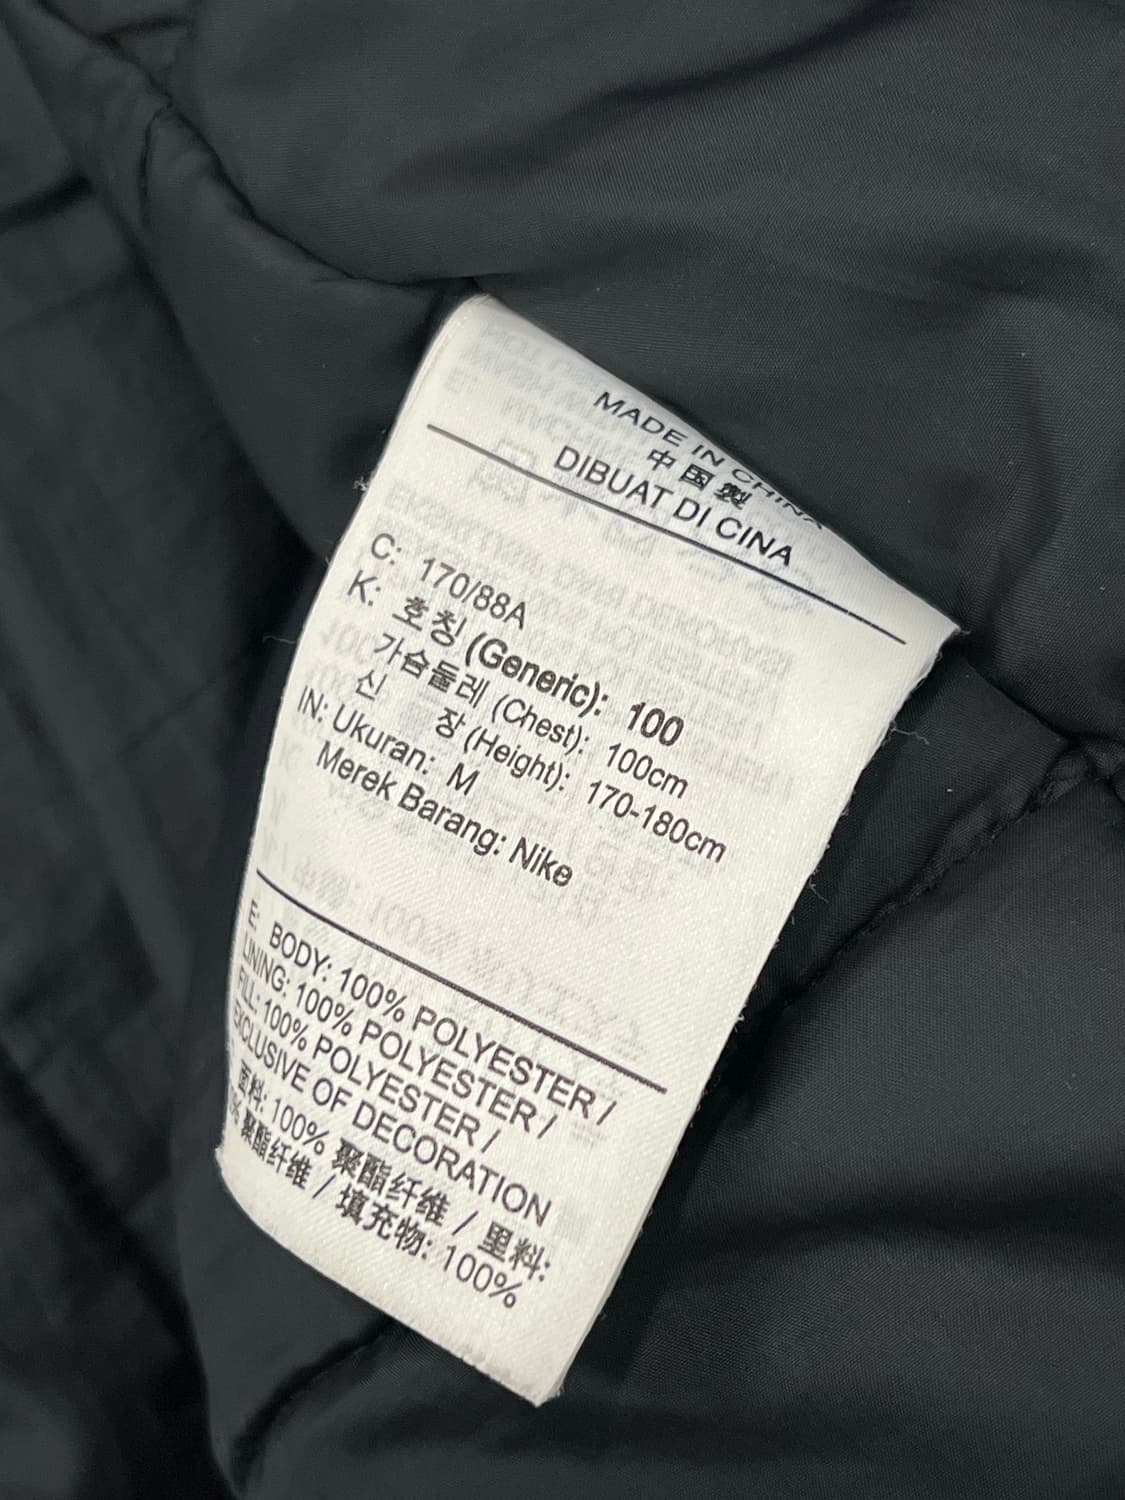 MADE IN CHINA
中国製
DIBUAT DI CINA
C: 170/88A
K: 호칭 (Generic): 100
가슴둘레 (Chest): 100cm
신 장 (Height): 170-180cm
IN: Ukuran: M
Merek Barang: Nike
E: BODY: 100% POLYESTER /
LINING: 100% POLYESTER /
FILL: 100% POLYESTER /
EXCLUSIVE OF DECORATION
面料: 100% 聚酯纤维 / 里料:
聚酯纤维 / 填充物: 100%